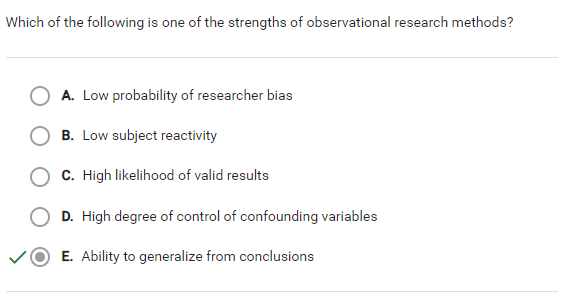 Which of the following is one of the strengths of observational research methods?
A. Low probability of researcher bias
B. Low subject reactivity
C. High likelihood of valid results
D. High degree of control of confounding variables
E. Ability to generalize from conclusions